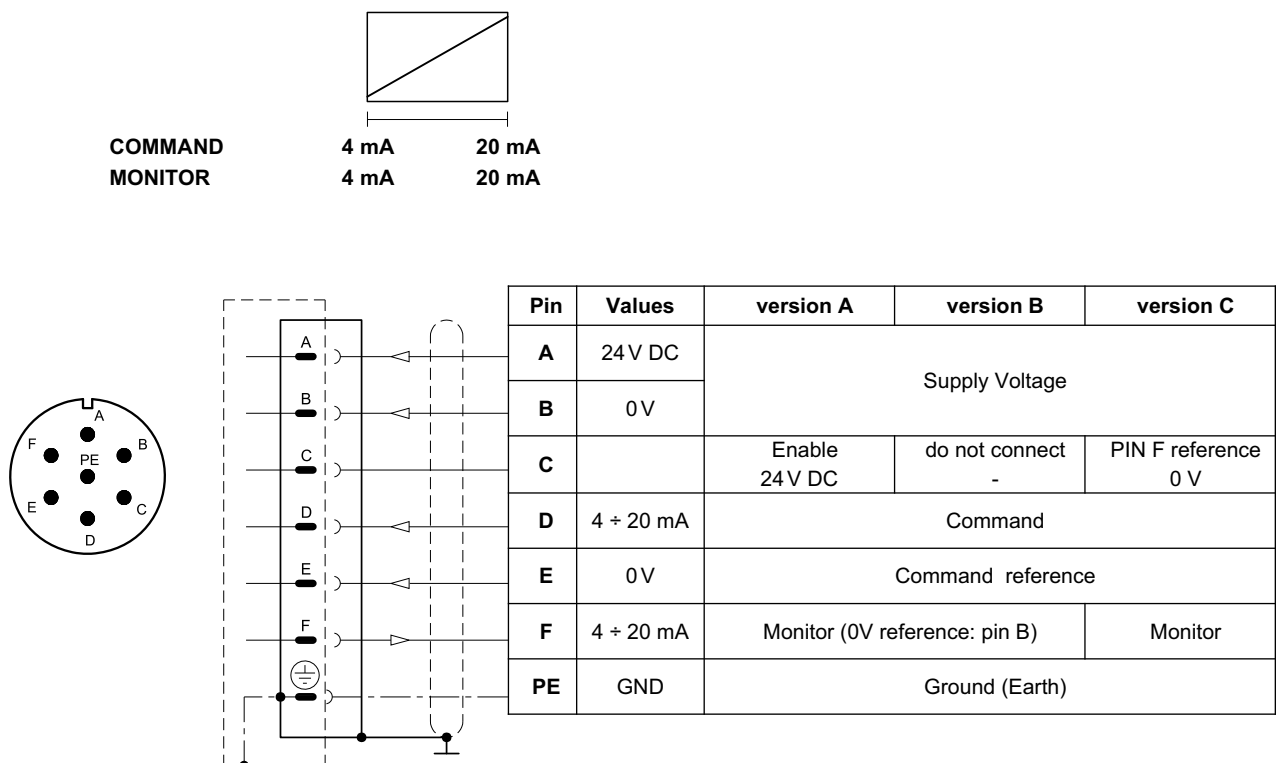 COMMAND 4 mA 20 mA
MONITOR 4 mA 20 mA
Pin Values version A version B version C
A 24 V DC Supply Voltage
B 0 V
C Enable 24 V DC do not connect - PIN F reference 0 V
D 4 ÷ 20 mA Command
E 0 V Command reference
F 4 ÷ 20 mA Monitor (0V reference: pin B) Monitor
PE GND Ground (Earth)
A
B
C
D
E
F
A
F B
PE
E C
D